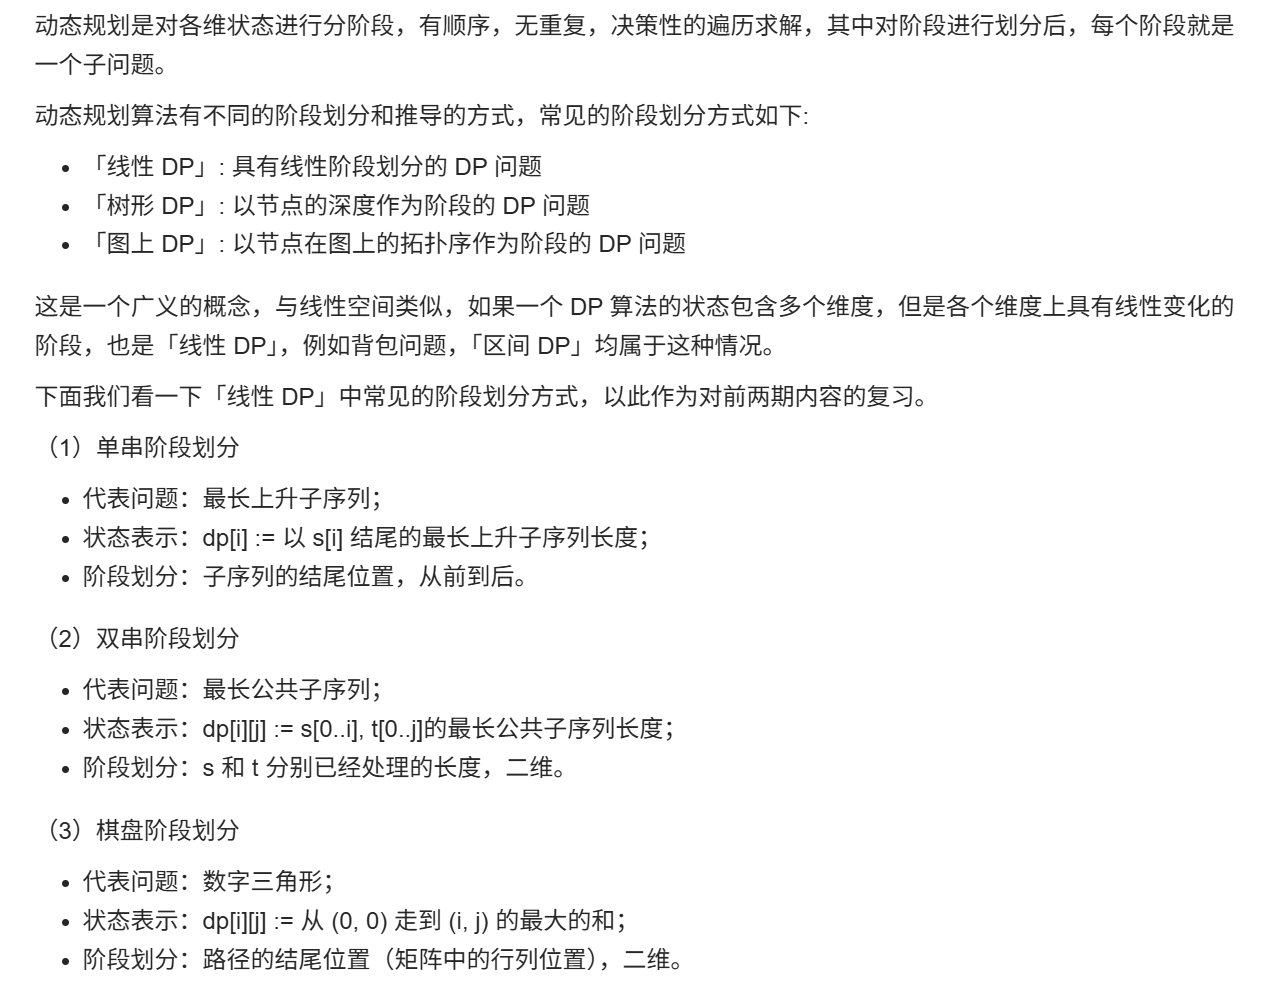 动态规划是对各维状态进行分阶段，有顺序，无重复，决策性的遍历求解，其中对阶段进行划分后，每个阶段就是
一个子问题。
动态规划算法有不同的阶段划分和推导的方式，常见的阶段划分方式如下:
• 「线性 DP」: 具有线性阶段划分的 DP 问题
• 「树形 DP」: 以节点的深度作为阶段的 DP 问题
• 「图上 DP」: 以节点在图上的拓扑序作为阶段的 DP 问题
这是一个广义的概念，与线性空间类似，如果一个 DP 算法的状态包含多个维度，但是各个维度上具有线性变化的
阶段，也是「线性 DP」，例如背包问题，「区间 DP」均属于这种情况。
下面我们看一下「线性 DP」中常见的阶段划分方式，以此作为对前两期内容的复习。
（1）单串阶段划分
• 代表问题：最长上升子序列；
• 状态表示：dp[i] := 以 s[i] 结尾的最长上升子序列长度；
• 阶段划分：子序列的结尾位置，从前到后。
（2）双串阶段划分
• 代表问题：最长公共子序列；
• 状态表示：dp[i][j] := s[0..i], t[0..j]的最长公共子序列长度；
• 阶段划分：s 和 t 分别已经处理的长度，二维。
（3）棋盘阶段划分
• 代表问题：数字三角形；
• 状态表示：dp[i][j] := 从 (0, 0) 走到 (i, j) 的最大的和；
• 阶段划分：路径的结尾位置（矩阵中的行列位置），二维。